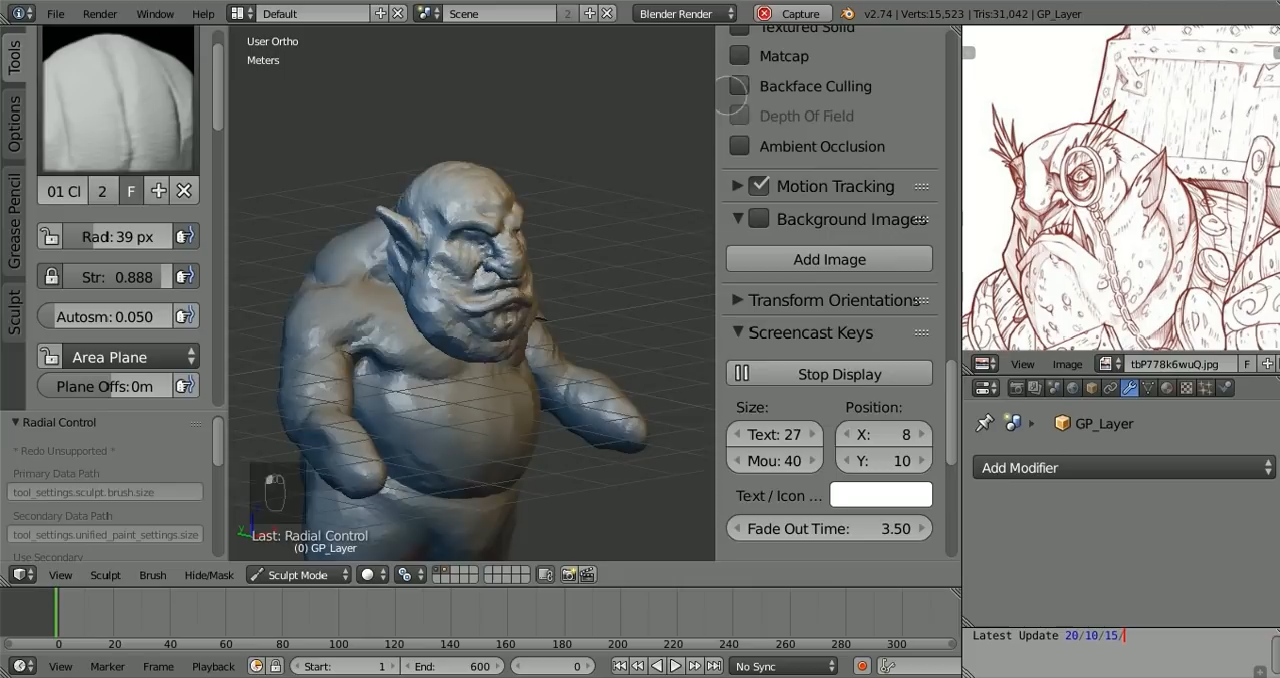 File Render Window Help Default Scene 2 Blender Render Capture v2.74 | Verts:15,523 | Tris:31,042 | GP_Layer
Tools
Options
Grease Pencil
Sculpt
01 Cl 2 F
Rad: 39 px
Str: 0.888
Autosm: 0.050
Area Plane
Plane Offs: 0m
Radial Control
* Redo Unsupported *
Primary Data Path
tool_settings.sculpt.brush.size
Secondary Data Path
tool_settings.unified_paint_settings.size
Use Secondary
User Ortho
Meters
y
Last: Radial Control
(0) GP_Layer
Textured Solid
Matcap
Backface Culling
Depth Of Field
Ambient Occlusion
Motion Tracking
Background Images
Add Image
Transform Orientations
Screencast Keys
Stop Display
Size: Position:
Text: 27 X: 8
Mou: 40 Y: 10
Text / Icon ...
Fade Out Time: 3.50
View Sculpt Brush Hide/Mask Sculpt Mode
0 20 40 60 80 100 120 140 160 180 200 220 240 260 280 300
View Marker Frame Playback Start: 1 End: 600 0 No Sync
View Image tbP778k6wuQ.jpg F
GP_Layer
Add Modifier
Latest Update 20/10/15/